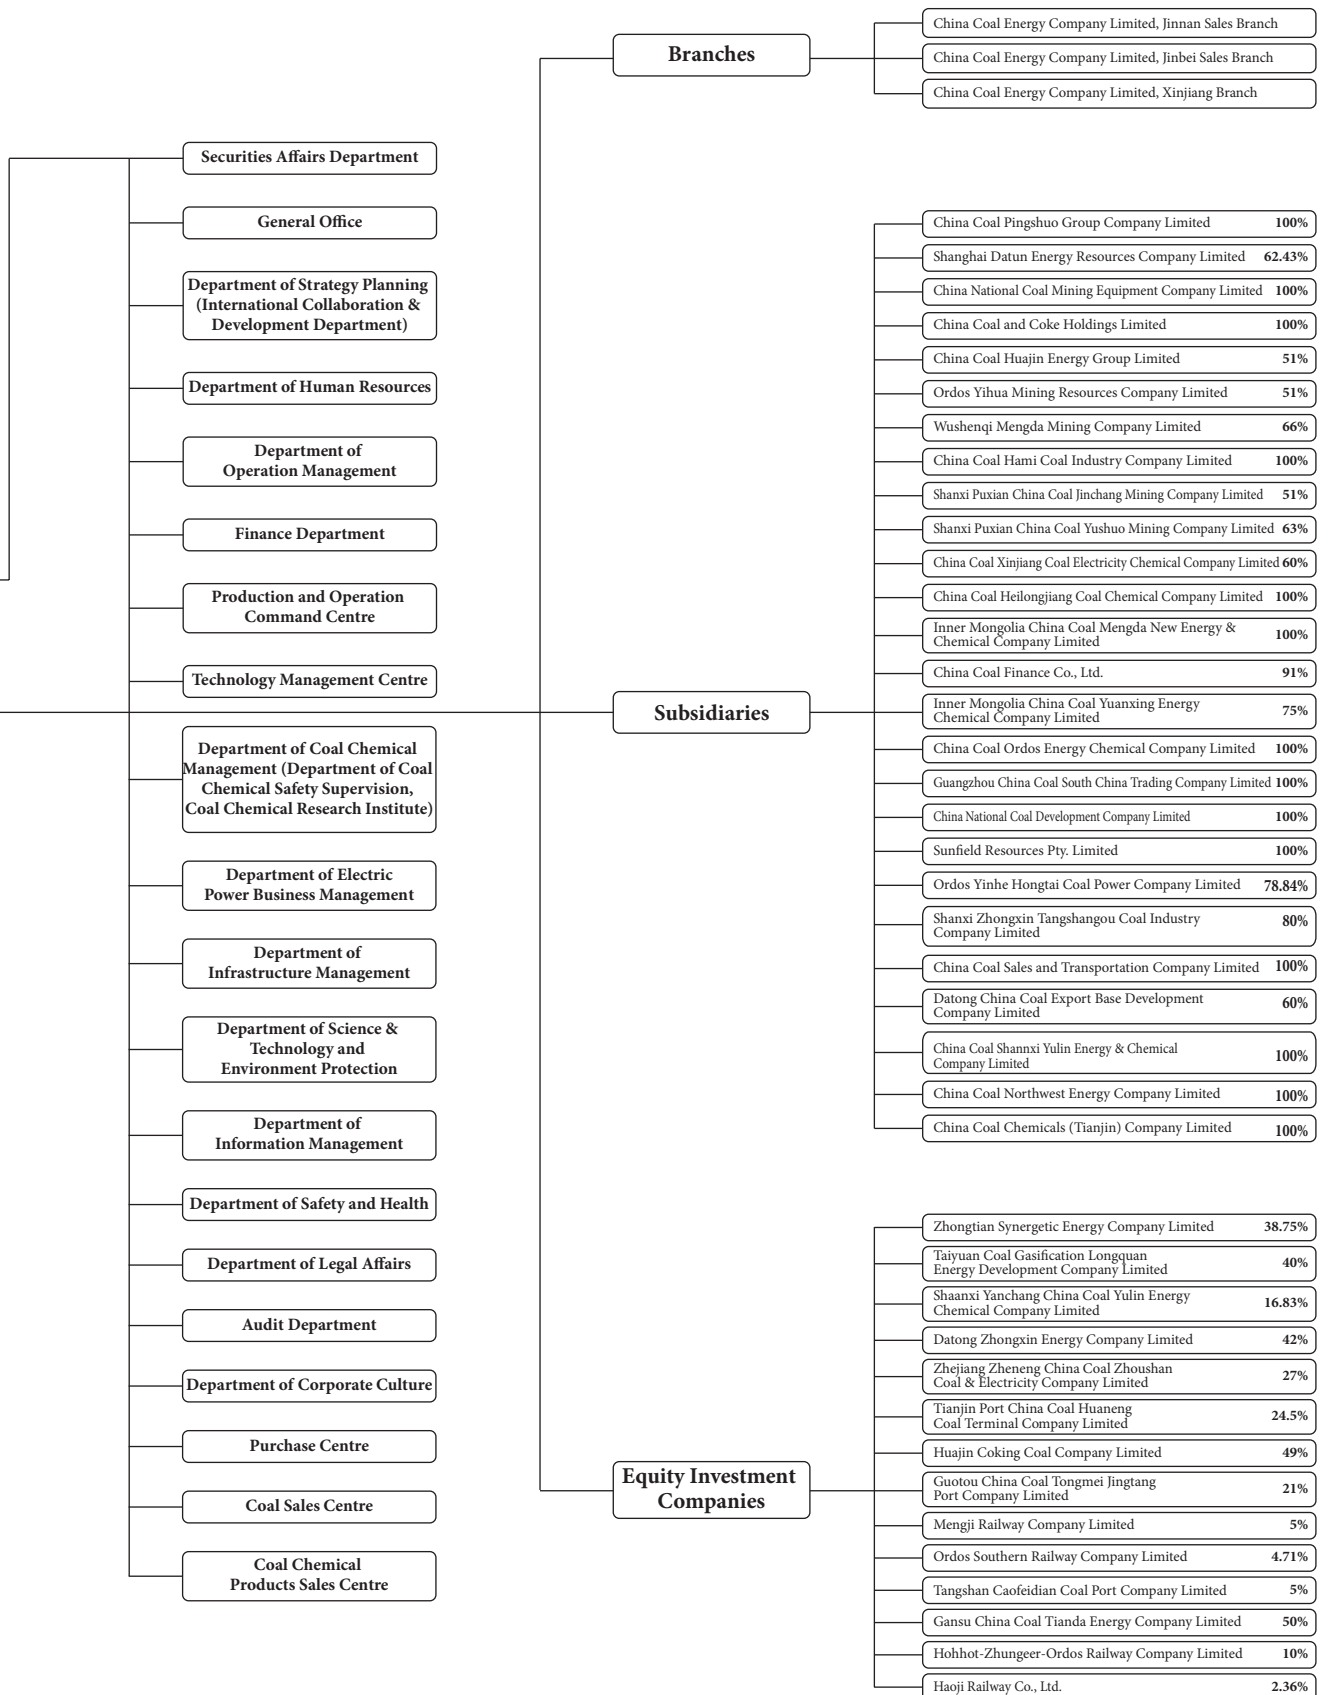 Securities Affairs Department
General Office
Department of Strategy Planning
(International Collaboration &
Development Department)
Department of Human Resources
Department of
Operation Management
Finance Department
Production and Operation
Command Centre
Technology Management Centre
Department of Coal Chemical
Management (Department of Coal
Chemical Safety Supervision,
Coal Chemical Research Institute)
Department of Electric
Power Business Management
Department of
Infrastructure Management
Department of Science &
Technology and
Environment Protection
Department of
Information Management
Department of Safety and Health
Department of Legal Affairs
Audit Department
Department of Corporate Culture
Purchase Centre
Coal Sales Centre
Coal Chemical
Products Sales Centre
Branches
China Coal Energy Company Limited, Jinnan Sales Branch
China Coal Energy Company Limited, Jinbei Sales Branch
China Coal Energy Company Limited, Xinjiang Branch
Subsidiaries
China Coal Pingshuo Group Company Limited 100%
Shanghai Datun Energy Resources Company Limited 62.43%
China National Coal Mining Equipment Company Limited 100%
China Coal and Coke Holdings Limited 100%
China Coal Huajin Energy Group Limited 51%
Ordos Yihua Mining Resources Company Limited 51%
Wushenqi Mengda Mining Company Limited 66%
China Coal Hami Coal Industry Company Limited 100%
Shanxi Puxian China Coal Jinchang Mining Company Limited 51%
Shanxi Puxian China Coal Yushuo Mining Company Limited 63%
China Coal Xinjiang Coal Electricity Chemical Company Limited 60%
China Coal Heilongjiang Coal Chemical Company Limited 100%
Inner Mongolia China Coal Mengda New Energy &
Chemical Company Limited 100%
China Coal Finance Co., Ltd. 91%
Inner Mongolia China Coal Yuanxing Energy
Chemical Company Limited 75%
China Coal Ordos Energy Chemical Company Limited 100%
Guangzhou China Coal South China Trading Company Limited 100%
China National Coal Development Company Limited 100%
Sunfield Resources Pty. Limited 100%
Ordos Yinhe Hongtai Coal Power Company Limited 78.84%
Shanxi Zhongxin Tangshangou Coal Industry
Company Limited 80%
China Coal Sales and Transportation Company Limited 100%
Datong China Coal Export Base Development
Company Limited 60%
China Coal Shannxi Yulin Energy & Chemical
Company Limited 100%
China Coal Northwest Energy Company Limited 100%
China Coal Chemicals (Tianjin) Company Limited 100%
Equity Investment
Companies
Zhongtian Synergetic Energy Company Limited 38.75%
Taiyuan Coal Gasification Longquan
Energy Development Company Limited 40%
Shaanxi Yanchang China Coal Yulin Energy
Chemical Company Limited 16.83%
Datong Zhongxin Energy Company Limited 42%
Zhejiang Zheneng China Coal Zhoushan
Coal & Electricity Company Limited 27%
Tianjin Port China Coal Huaneng
Coal Terminal Company Limited 24.5%
Huajin Coking Coal Company Limited 49%
Guotou China Coal Tongmei Jingtang
Port Company Limited 21%
Mengji Railway Company Limited 5%
Ordos Southern Railway Company Limited 4.71%
Tangshan Caofeidian Coal Port Company Limited 5%
Gansu China Coal Tianda Energy Company Limited 50%
Hohhot-Zhungeer-Ordos Railway Company Limited 10%
Haoji Railway Co., Ltd. 2.36%